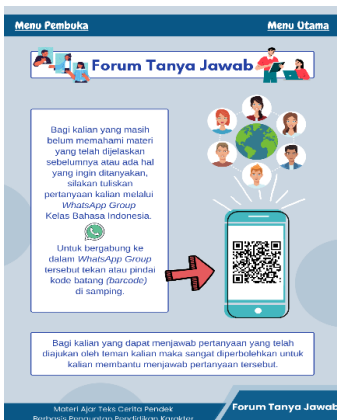 Menu Pembuka
Menu Utama
Forum Tanya Jawab
Bagi kalian yang masih
belum memahami materi
yang telah dijelaskan
sebelumnya atau ada hal
yang ingin ditanyakan,
silakan tuliskan
pertanyaan kalian melalui
WhatsApp Group
Kelas Bahasa Indonesia.
Untuk bergabung ke
dalam WhatsApp Group
tersebut tekan atau pindai
kode batang (barcode)
di samping.
Bagi kalian yang dapat menjawab pertanyaan yang telah
diajukan oleh teman kalian maka sangat diperbolehkan untuk
kalian membantu menjawab pertanyaan tersebut.
Materi Ajar Teks Cerita Pendek
Berbasis Penguatan Pendidikan Karakter
Forum Tanya Jawab